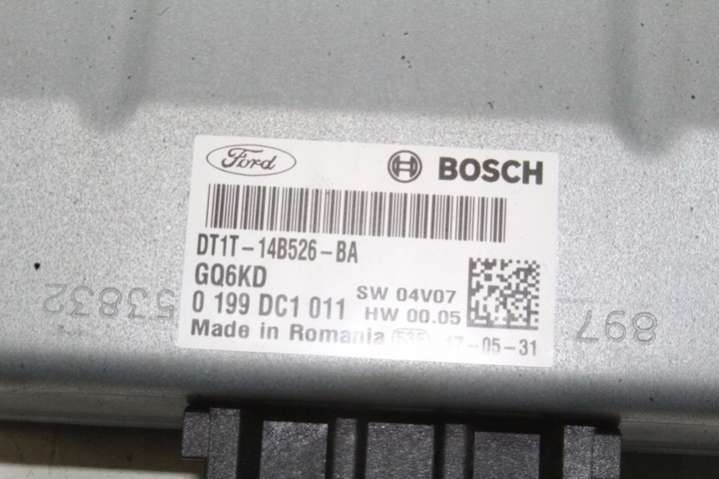 Ford BOSCH
DT1T-14B526-BA
GQ6KD
0 199 DC1 011 SW 04V07
HW 00.05
Made in Romania 17-05-31
53832 897